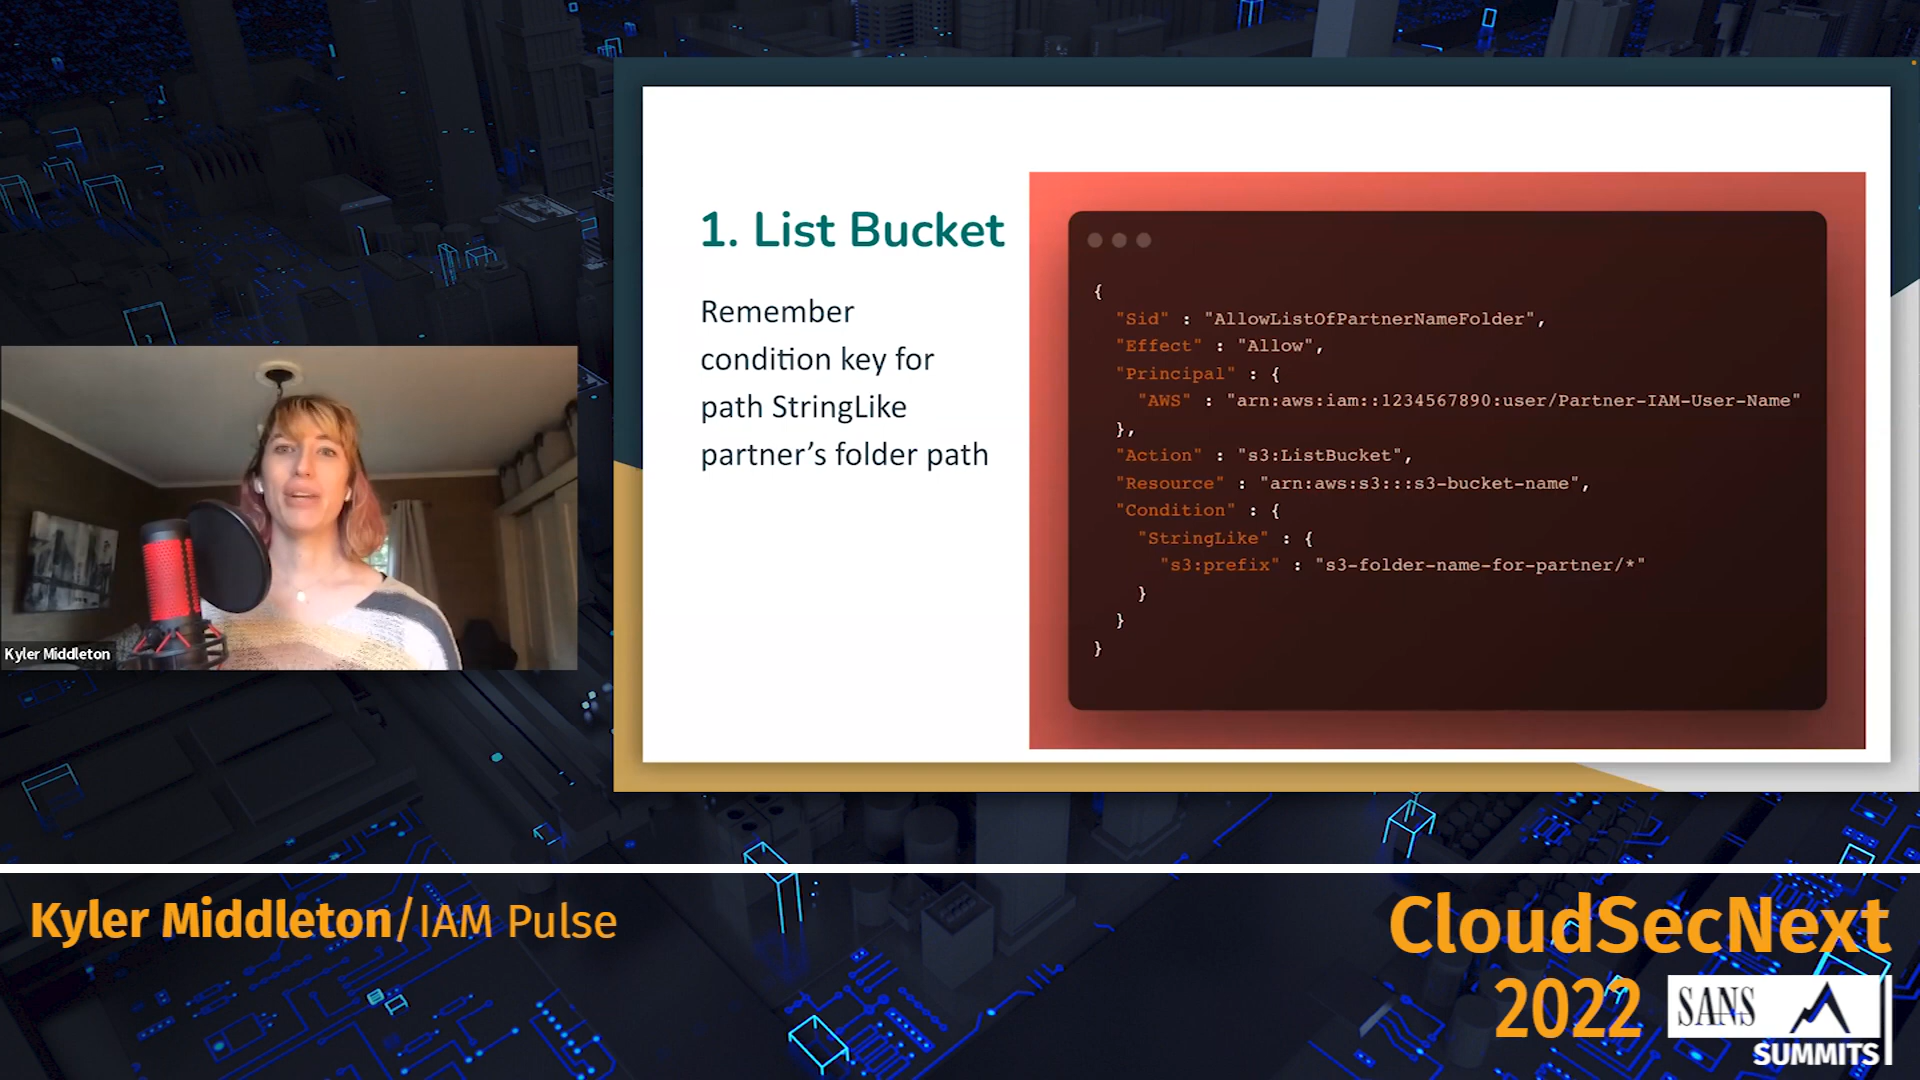 1. List Bucket
Remember
condition key for
path StringLike
partner’s folder path
{
"Sid" : "AllowListOfPartnerNameFolder",
"Effect" : "Allow",
"Principal" : {
"AWS" : "arn:aws:iam::1234567890:user/Partner-IAM-User-Name"
},
"Action" : "s3:ListBucket",
"Resource" : "arn:aws:s3:::s3-bucket-name",
"Condition" : {
"StringLike" : {
"s3:prefix" : "s3-folder-name-for-partner/*"
}
}
}
Kyler Middleton
Kyler Middleton/IAM Pulse
CloudSecNext
2022
SANS
SUMMITS